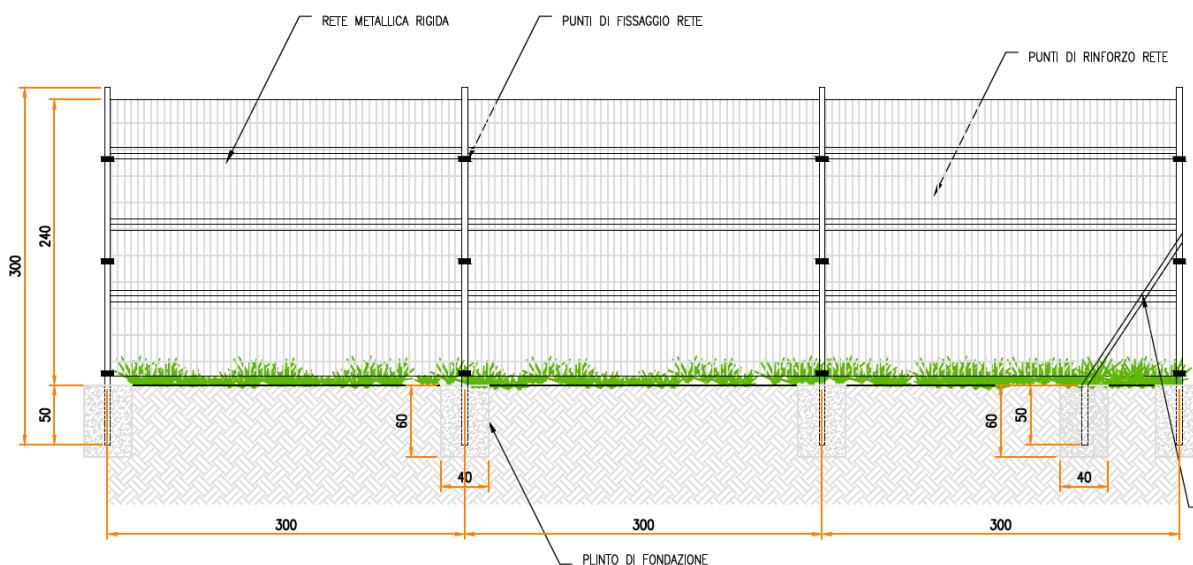 RETE METALLICA RIGIDA
PUNTI DI FISSAGGIO RETE
PUNTI DI RINFORZO RETE
300
240
50
60
40
60
50
40
300
300
300
PLINTO DI FONDAZIONE